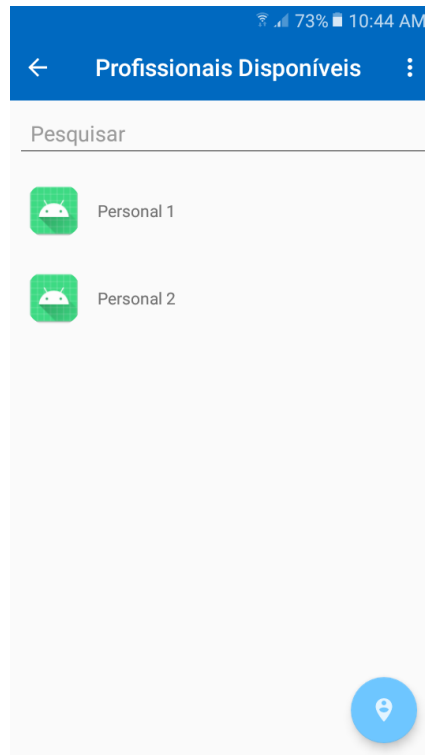 73% 10:44 AM
Profissionais Disponíveis
Pesquisar
Personal 1
Personal 2